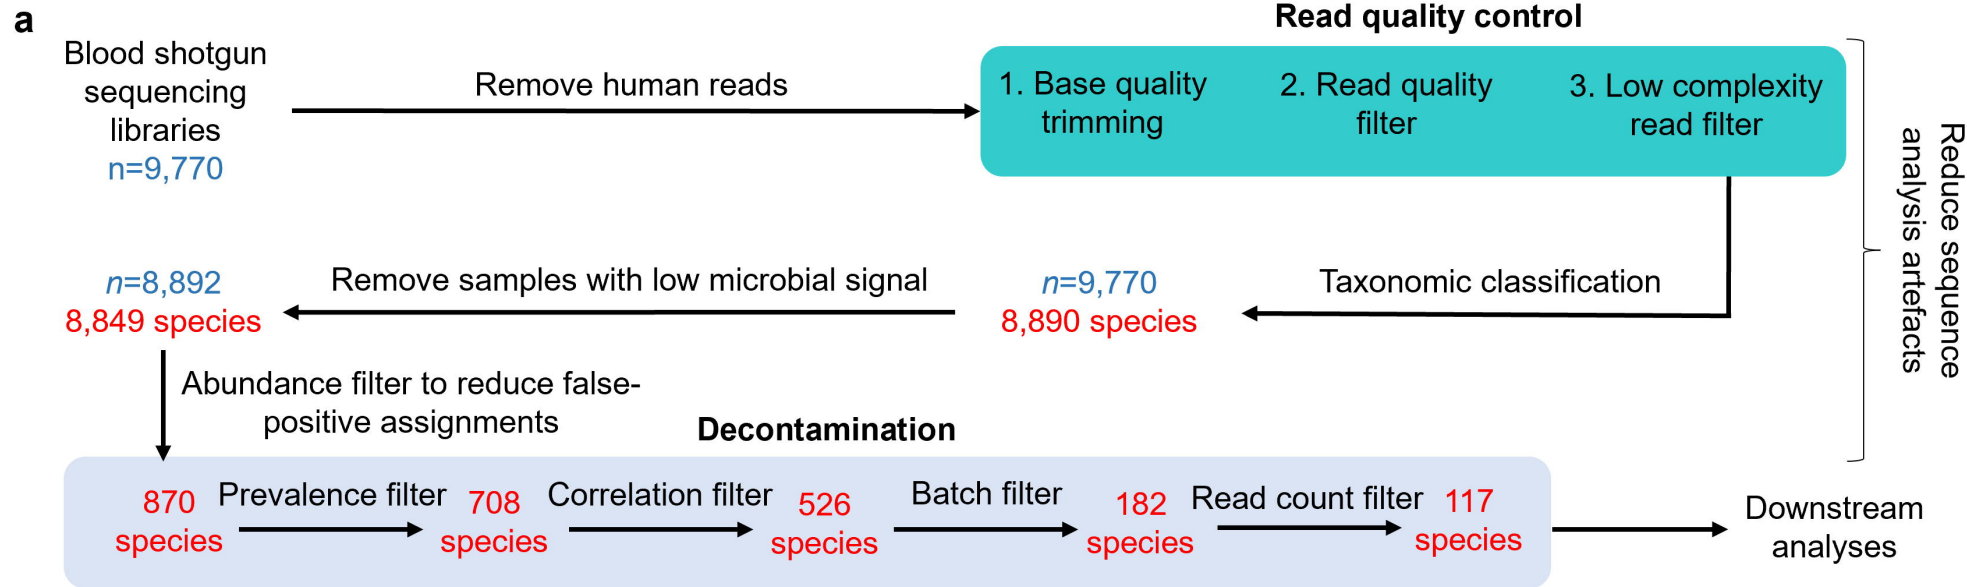 a
Blood shotgun
sequencing
libraries
n=9,770
Remove human reads
Read quality control
1. Base quality
trimming
2. Read quality
filter
3. Low complexity
read filter
Reduce sequence
analysis artefacts
Taxonomic classification
n=9,770
8,890 species
Remove samples with low microbial signal
n=8,892
8,849 species
Abundance filter to reduce false-
positive assignments
Decontamination
870
species
Prevalence filter
708
species
Correlation filter
526
species
Batch filter
182
species
Read count filter
117
species
Downstream
analyses